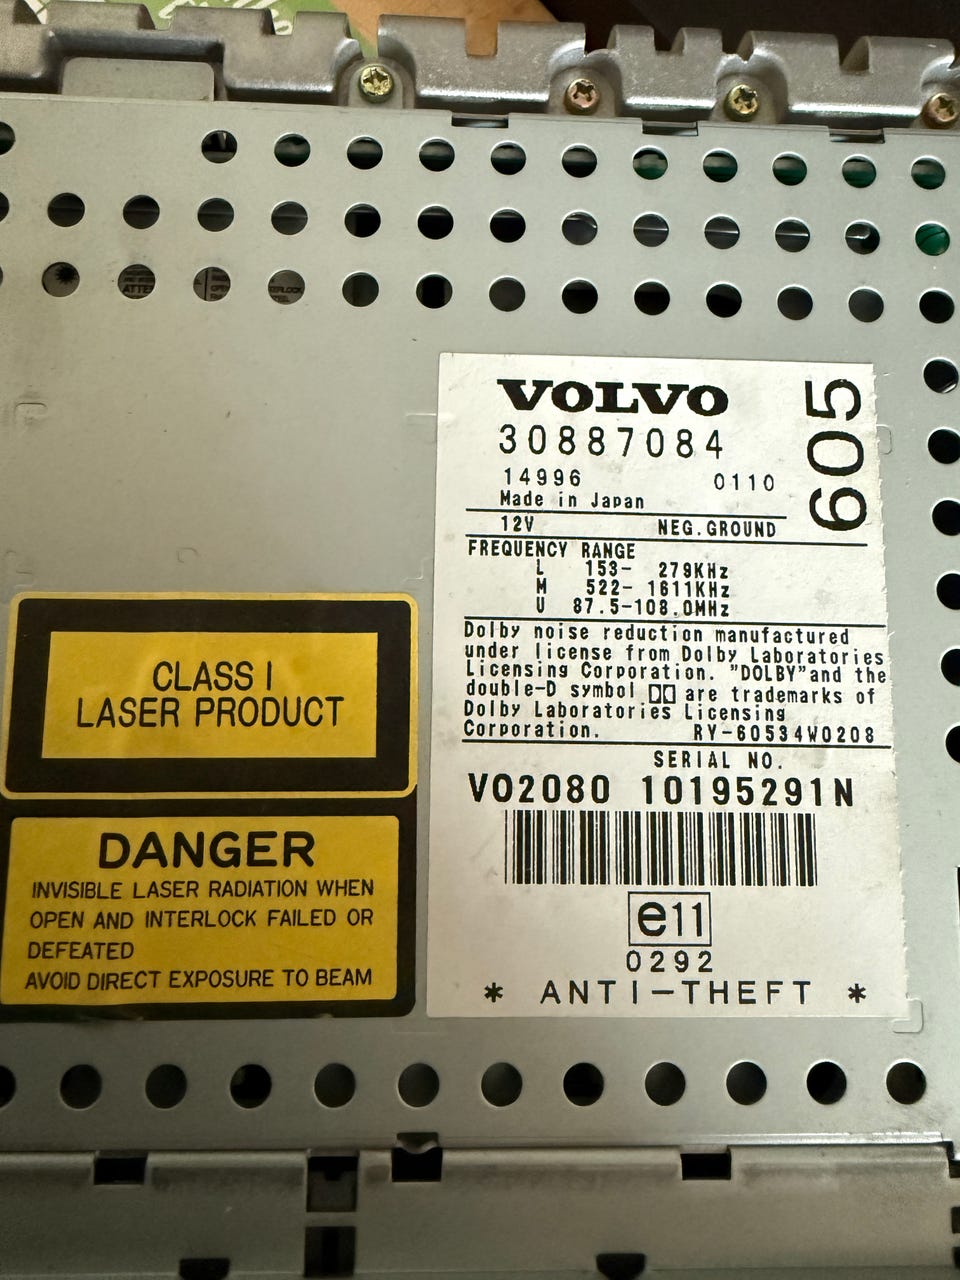 VOLVO
30887084
605
14996 0110
Made in Japan
12V NEG.GROUND
FREQUENCY RANGE
L 153- 279KHz
M 522- 1611KHz
U 87.5-108.0MHz
Dolby noise reduction manufactured
under license from Dolby Laboratories
Licensing Corporation. "DOLBY"and the
double-D symbol are trademarks of
Dolby Laboratories Licensing
Corporation. RY-60534W0208
SERIAL NO.
VO2080 10195291N
e11
0292
* ANTI-THEFT *
CLASS I
LASER PRODUCT
DANGER
INVISIBLE LASER RADIATION WHEN
OPEN AND INTERLOCK FAILED OR
DEFEATED
AVOID DIRECT EXPOSURE TO BEAM